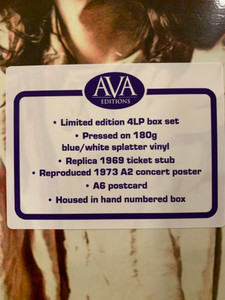 AVA
EDITIONS
• Limited edition 4LP box set
• Pressed on 180g
blue/white splatter vinyl
• Replica 1969 ticket stub
• Reproduced 1973 A2 concert poster
• A6 postcard
• Housed in hand numbered box